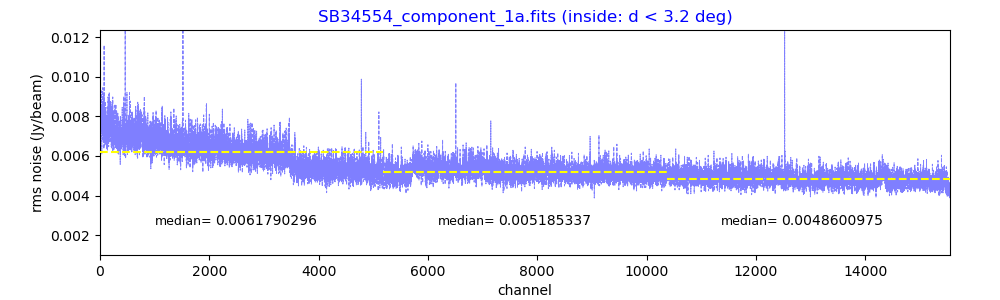 SB34554_component_1a.fits (inside: d < 3.2 deg)
rms noise (Jy/beam)
0.012
0.010
0.008
0.006
0.004
0.002
median= 0.0061790296
median= 0.005185337
median= 0.0048600975
0 2000 4000 6000 8000 10000 12000 14000
channel